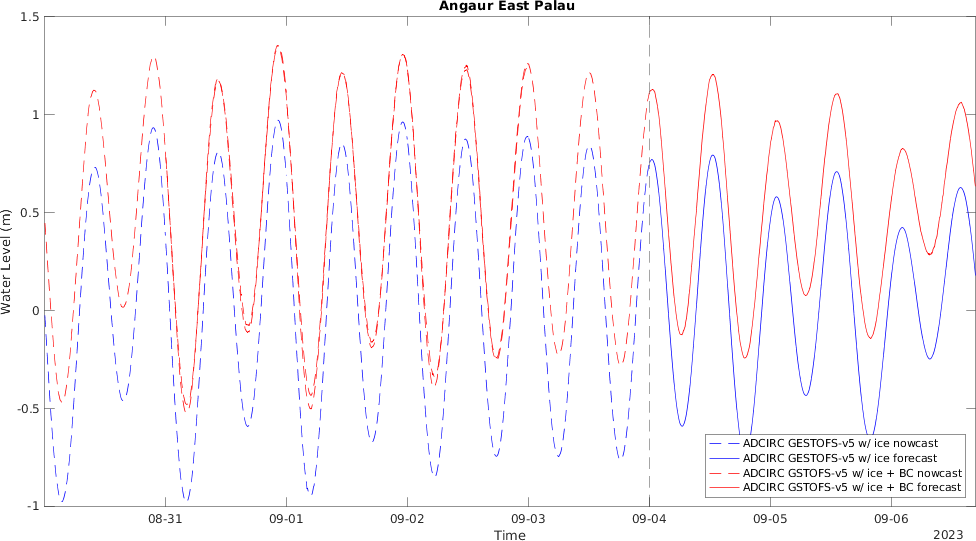 Angaur East Palau
1.5
1
0.5
0
-0.5
-1
Water Level (m)
ADCIRC GESTOFS-v5 w/ ice nowcast
ADCIRC GESTOFS-v5 w/ ice forecast
ADCIRC GSTOFS-v5 w/ ice + BC nowcast
ADCIRC GSTOFS-v5 w/ ice + BC forecast
08-31
09-01
09-02
09-03
09-04
09-05
09-06
Time
2023